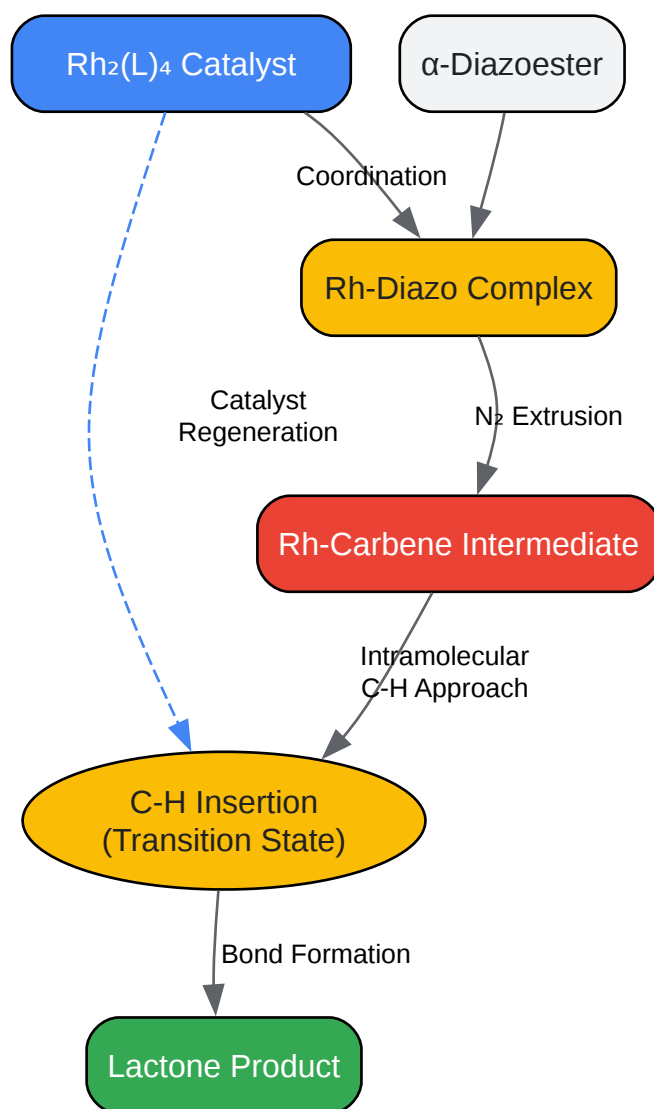 Rh₂(L)₄ Catalyst
α-Diazoester
Coordination
Rh-Diazo Complex
Catalyst
Regeneration
N₂ Extrusion
Rh-Carbene Intermediate
Intramolecular
C-H Approach
C-H Insertion
(Transition State)
Bond Formation
Lactone Product